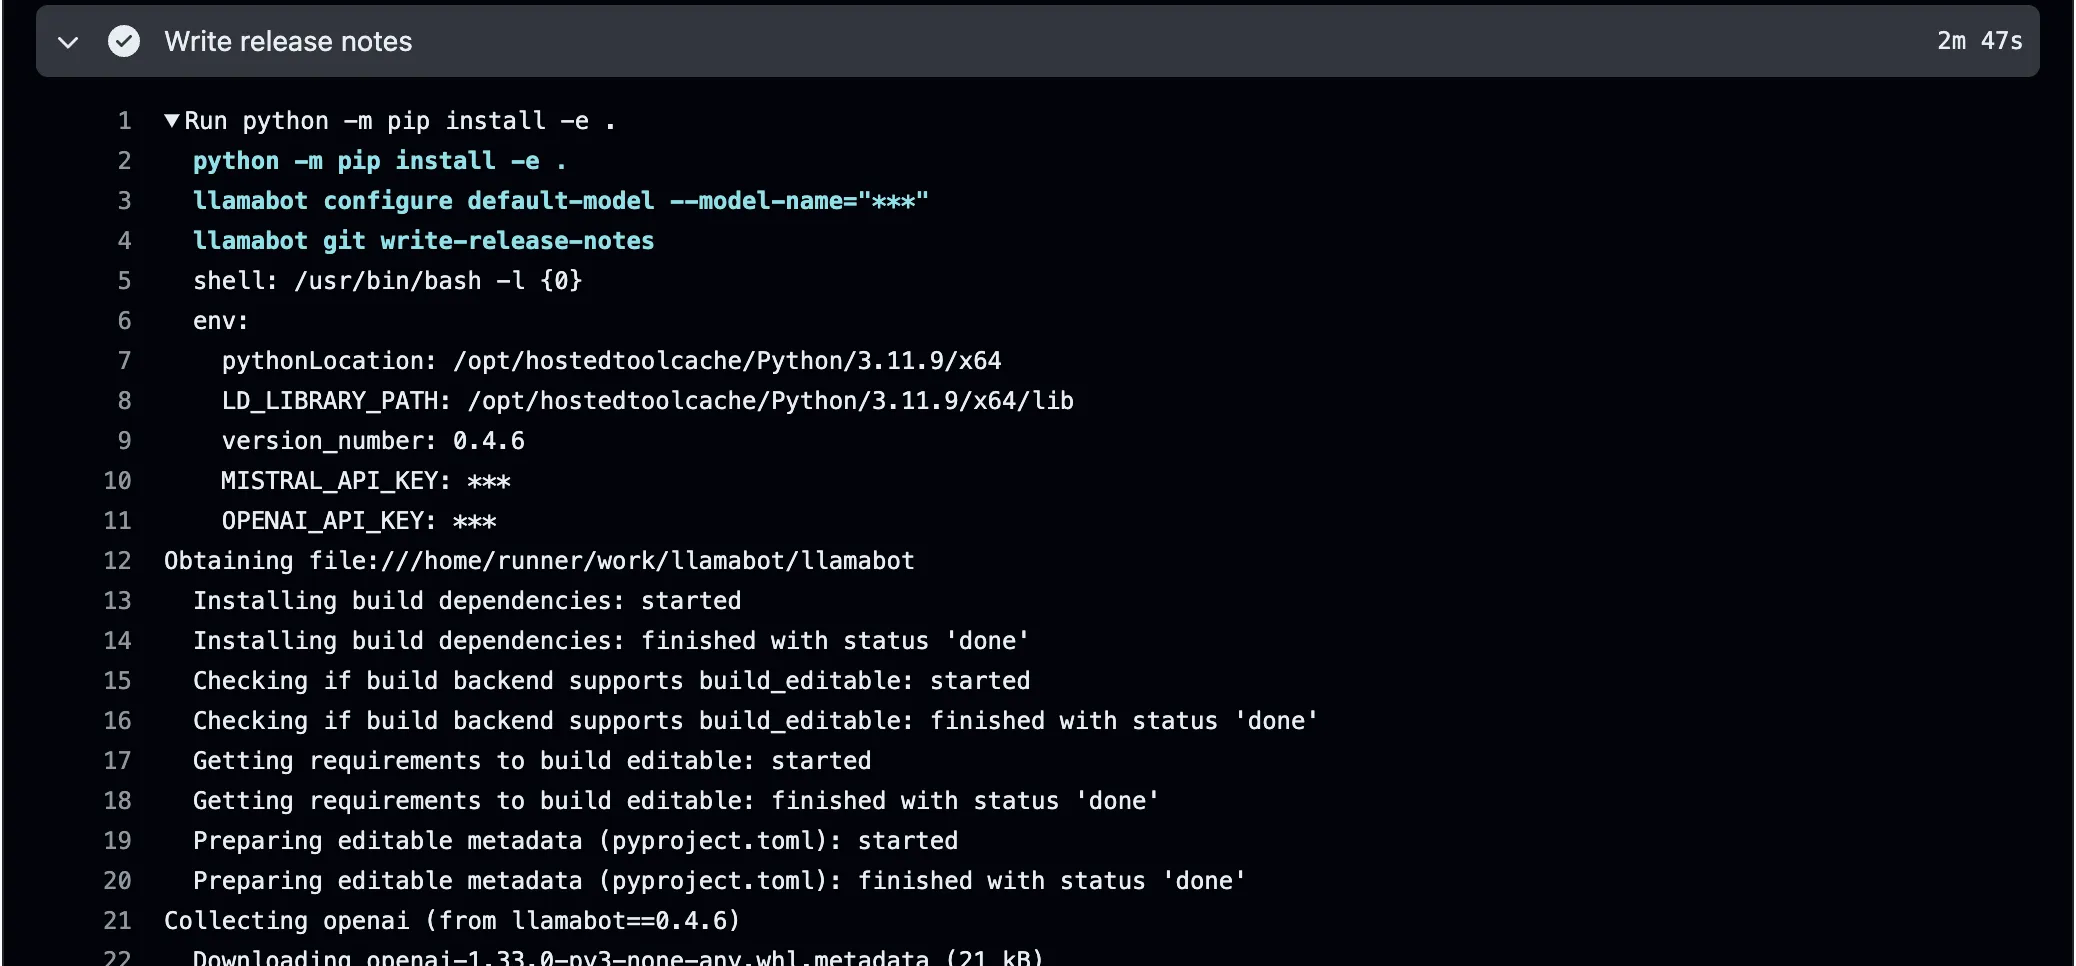 Write release notes 2m 47s
1 ▼Run python -m pip install -e .
2 python -m pip install -e .
3 llamabot configure default-model --model-name="***"
4 llamabot git write-release-notes
5 shell: /usr/bin/bash -l {0}
6 env:
7 pythonLocation: /opt/hostedtoolcache/Python/3.11.9/x64
8 LD_LIBRARY_PATH: /opt/hostedtoolcache/Python/3.11.9/x64/lib
9 version_number: 0.4.6
10 MISTRAL_API_KEY: ***
11 OPENAI_API_KEY: ***
12 Obtaining file:///home/runner/work/llamabot/llamabot
13 Installing build dependencies: started
14 Installing build dependencies: finished with status 'done'
15 Checking if build backend supports build_editable: started
16 Checking if build backend supports build_editable: finished with status 'done'
17 Getting requirements to build editable: started
18 Getting requirements to build editable: finished with status 'done'
19 Preparing editable metadata (pyproject.toml): started
20 Preparing editable metadata (pyproject.toml): finished with status 'done'
21 Collecting openai (from llamabot==0.4.6)
22 Downloading openai-1.33.0-py3-none-any.whl.metadata (21 kB)